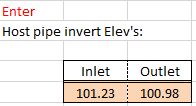 Enter
Host pipe invert Elev's:
Inlet Outlet
101.23 100.98